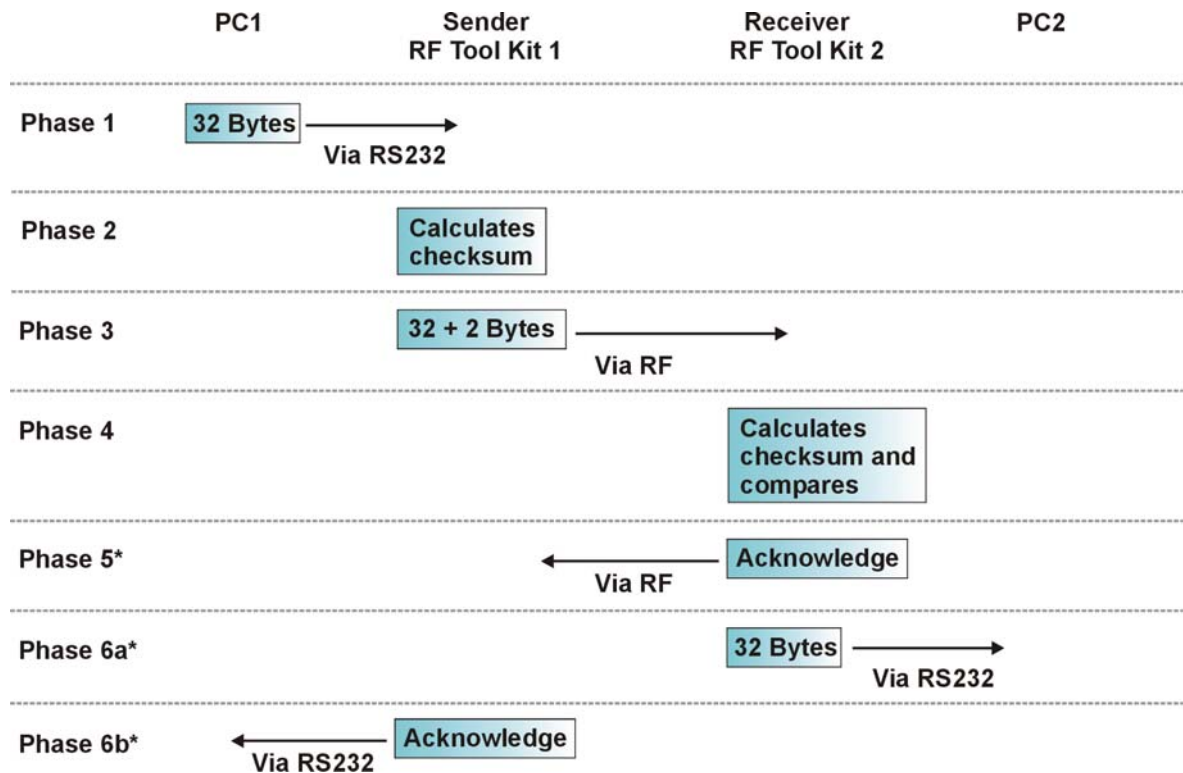 PC1
Sender
RF Tool Kit 1
Receiver
RF Tool Kit 2
PC2
Phase 1
32 Bytes
Via RS232
Phase 2
Calculates
checksum
Phase 3
32 + 2 Bytes
Via RF
Phase 4
Calculates
checksum and
compares
Phase 5*
Via RF
Acknowledge
Phase 6a*
32 Bytes
Via RS232
Phase 6b*
Via RS232
Acknowledge